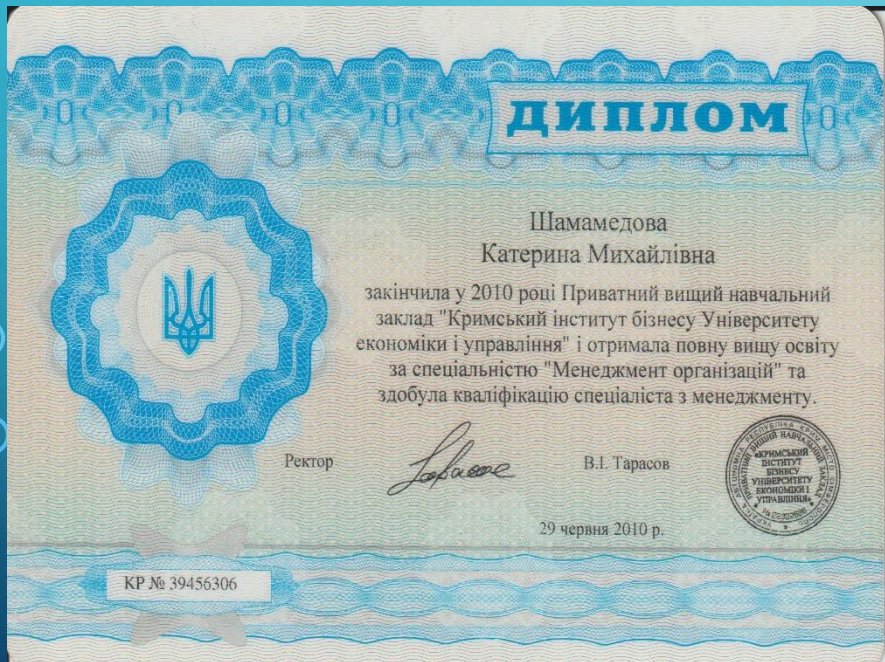 ДИПЛОМ
Шамамедова
Катерина Михайлівна
закінчила у 2010 році Приватний вищий навчальний
заклад "Кримський інститут бізнесу Університету
економіки і управління" і отримала повну вищу освіту
за спеціальністю "Менеджмент організацій" та
здобула кваліфікацію спеціаліста з менеджменту.
Ректор
В.І. Тарасов
«КРИМСЬКИЙ
ІНСТИТУТ
БІЗНЕСУ
УНІВЕРСИТЕТУ
ЕКОНОМІКИ І
УПРАВЛІННЯ»
29 червня 2010 р.
КР № 39456306